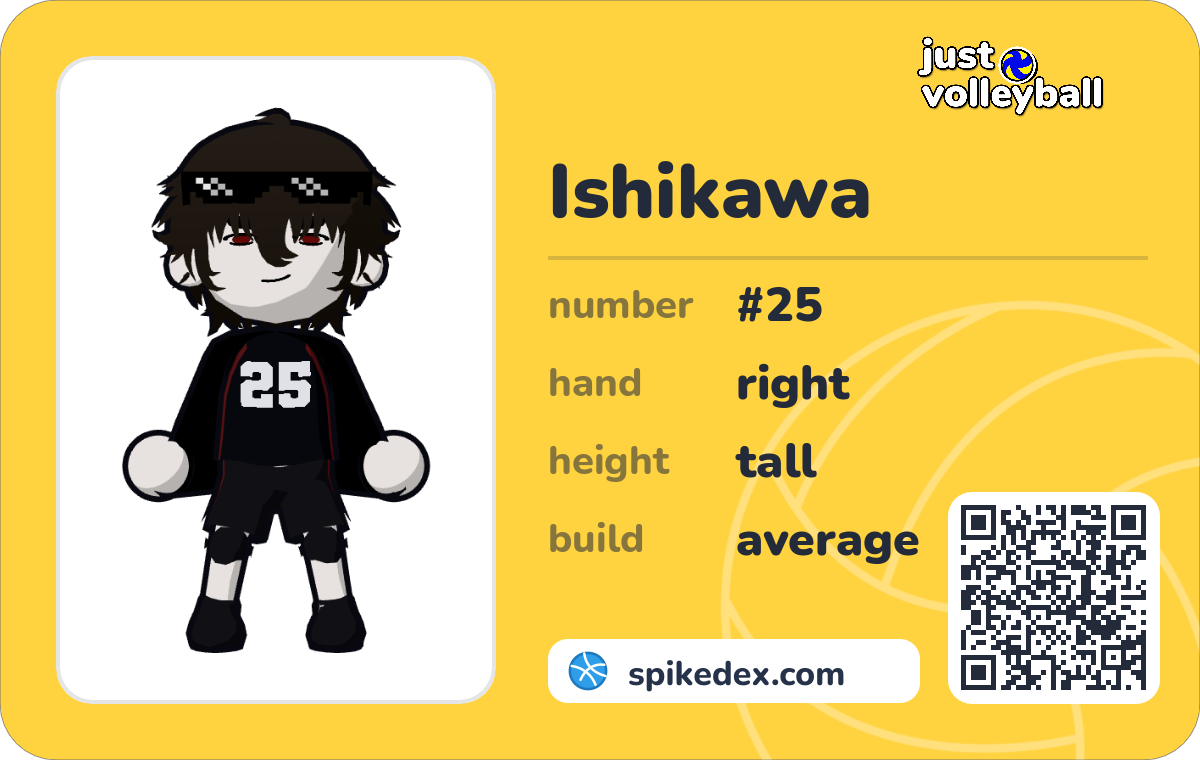 just
volleyball
Ishikawa
number #25
hand right
height tall
build average
25
spikedex.com